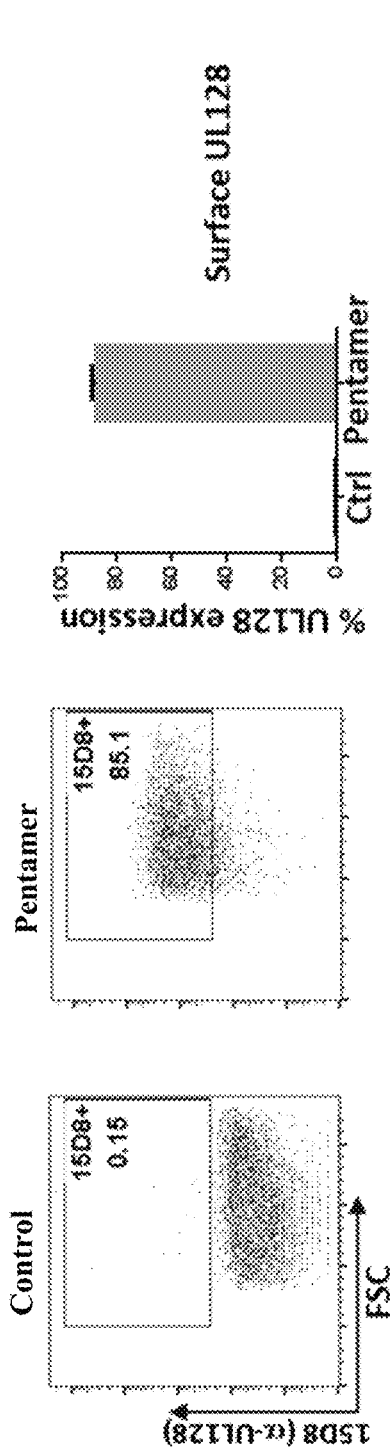 Control
15D8+
0.15
15D8 (α-UL128)
FSC
Pentamer
15D8+
85.1
% UL128 expression
100
80
60
40
20
0
Ctrl
Pentamer
Surface UL128